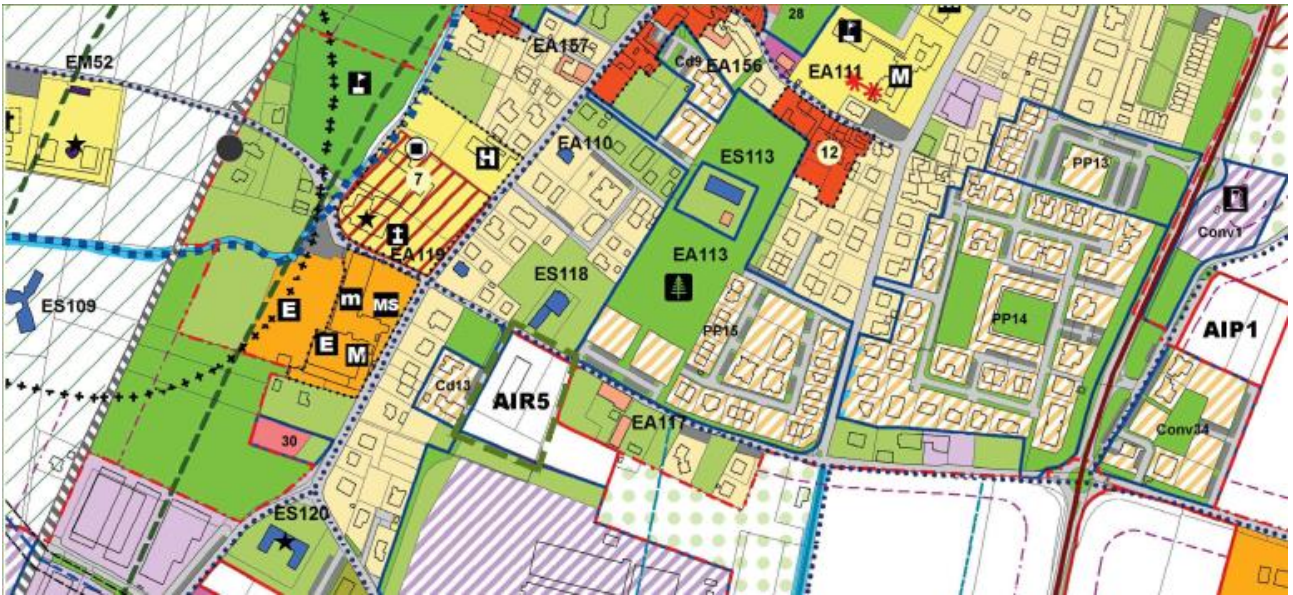 28
EA157
EM52
Cd9
EA156
EA111
M
EA110
ES113
12
PP13
H
7
Conv1
EA119
ES118
EA113
ES109
E
m
MS
PP15
PP14
AIP1
E
M
Cd13
AIR5
EA117
Conv34
30
ES120